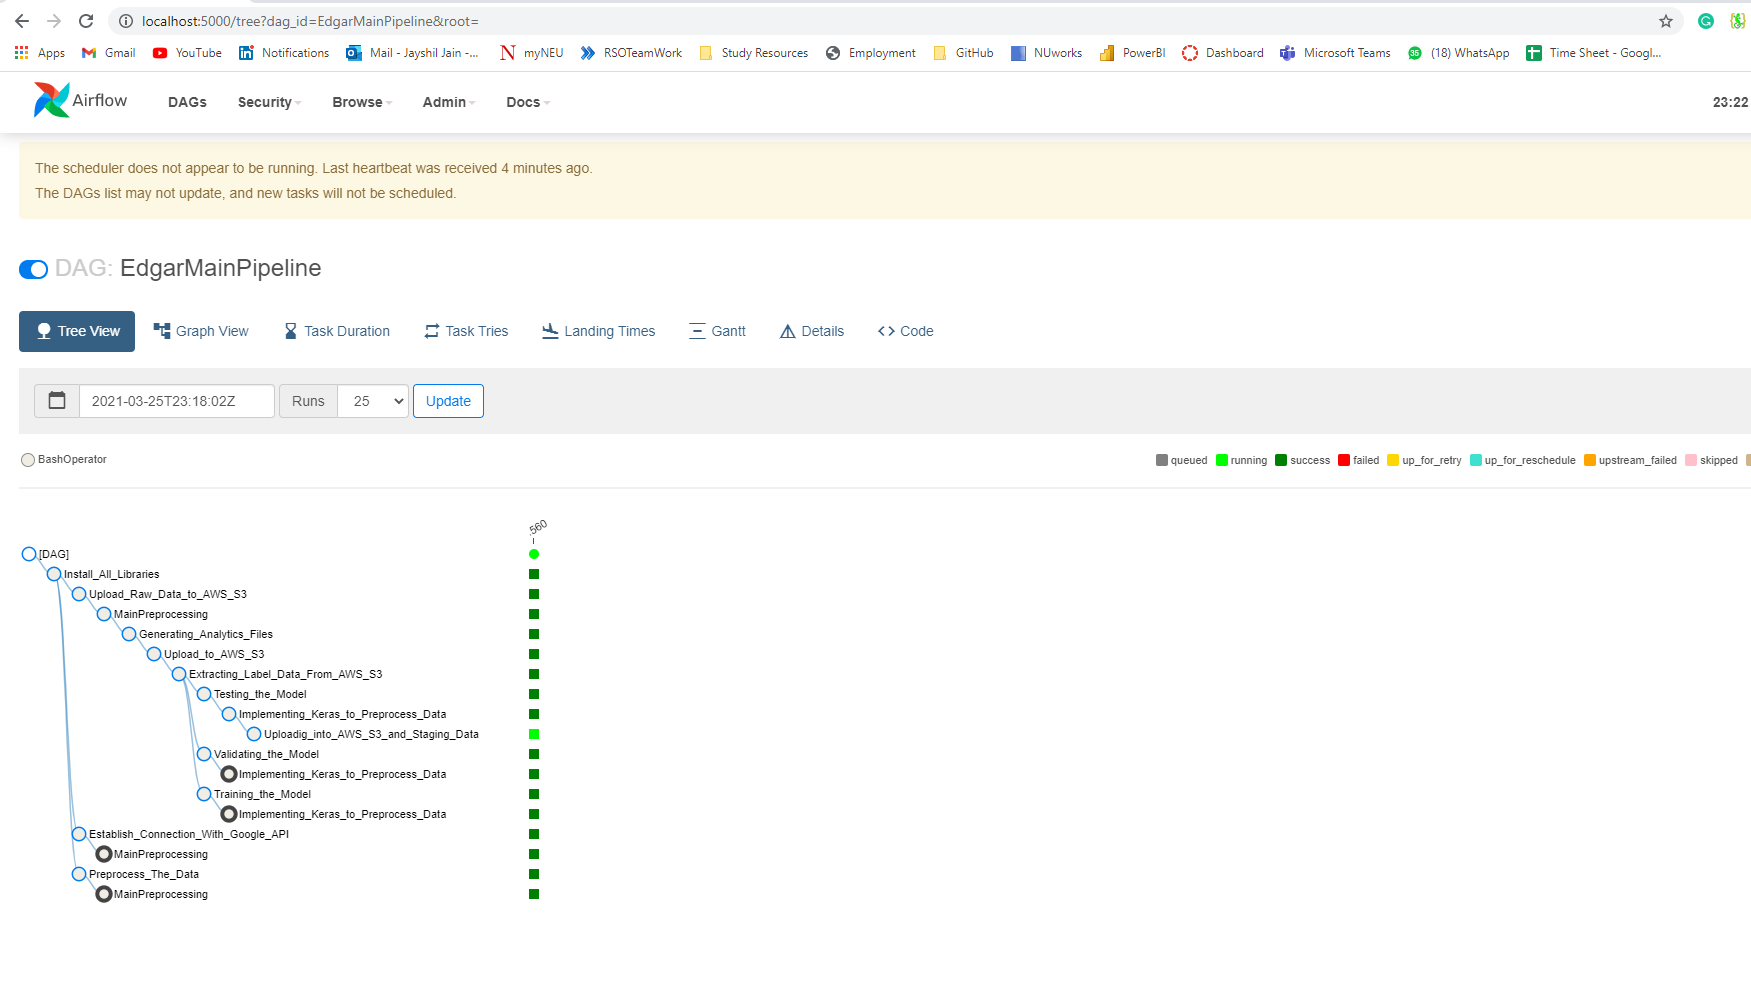 localhost:5000/tree?dag_id=EdgarMainPipeline&root=
Apps Gmail YouTube Notifications Mail - Jayshil Jain -... myNEU RSOTeamWork Study Resources Employment GitHub NUworks PowerBI Dashboard Microsoft Teams (18) WhatsApp Time Sheet - Googl...
Airflow DAGs Security Browse Admin Docs 23:22
The scheduler does not appear to be running. Last heartbeat was received 4 minutes ago.
The DAGs list may not update, and new tasks will not be scheduled.
DAG: EdgarMainPipeline
Tree View Graph View Task Duration Task Tries Landing Times Gantt Details Code
2021-03-25T23:18:02Z Runs 25 Update
BashOperator queued running success failed up_for_retry up_for_reschedule upstream_failed skipped
.560
[DAG]
Install_All_Libraries
Upload_Raw_Data_to_AWS_S3
MainPreprocessing
Generating_Analytics_Files
Upload_to_AWS_S3
Extracting_Label_Data_From_AWS_S3
Testing_the_Model
Implementing_Keras_to_Preprocess_Data
Uploadig_into_AWS_S3_and_Staging_Data
Validating_the_Model
Implementing_Keras_to_Preprocess_Data
Training_the_Model
Implementing_Keras_to_Preprocess_Data
Establish_Connection_With_Google_API
MainPreprocessing
Preprocess_The_Data
MainPreprocessing